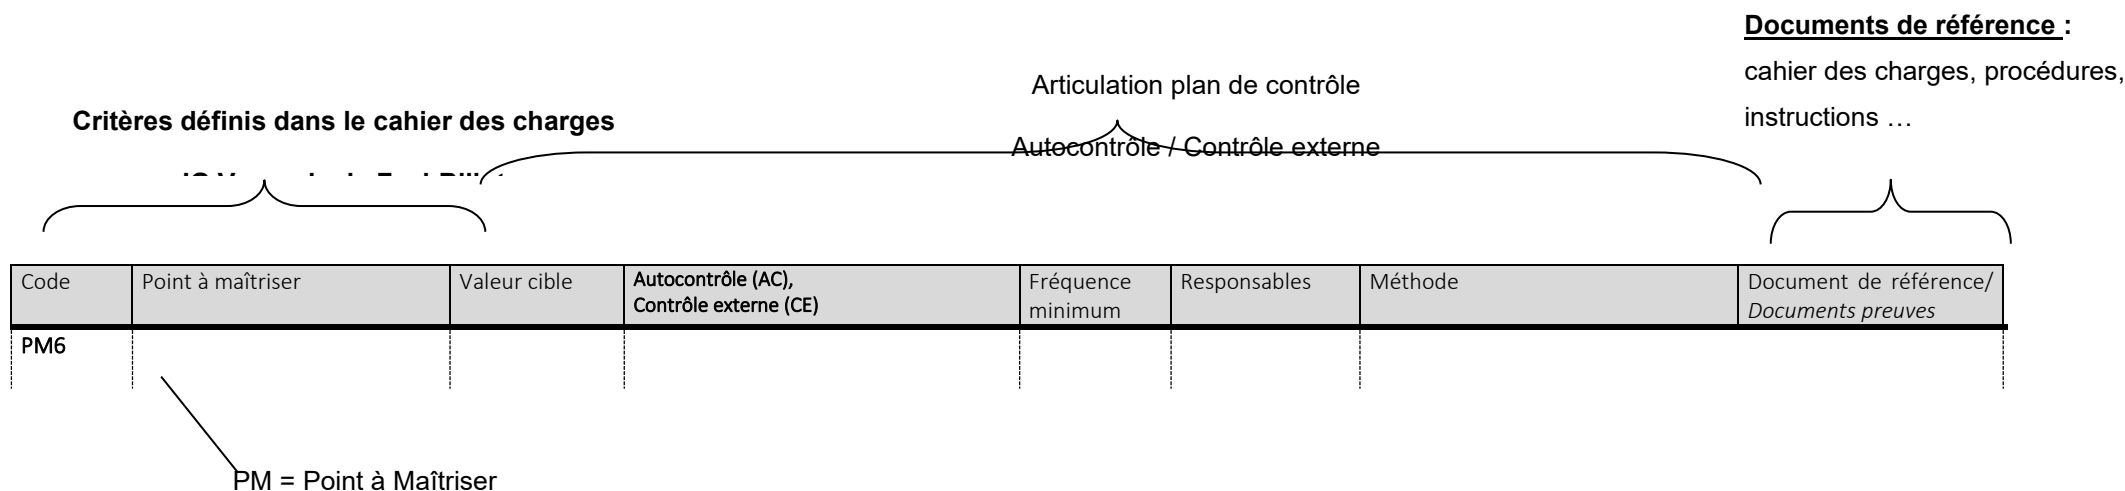 Documents de référence :
cahier des charges, procédures,
instructions …
Articulation plan de contrôle
Autocontrôle / Contrôle externe
Critères définis dans le cahier des charges
Code
Point à maîtriser
Valeur cible
Autocontrôle (AC),
Contrôle externe (CE)
Fréquence
minimum
Responsables
Méthode
Document de référence/
Documents preuves
PM6
PM = Point à Maîtriser